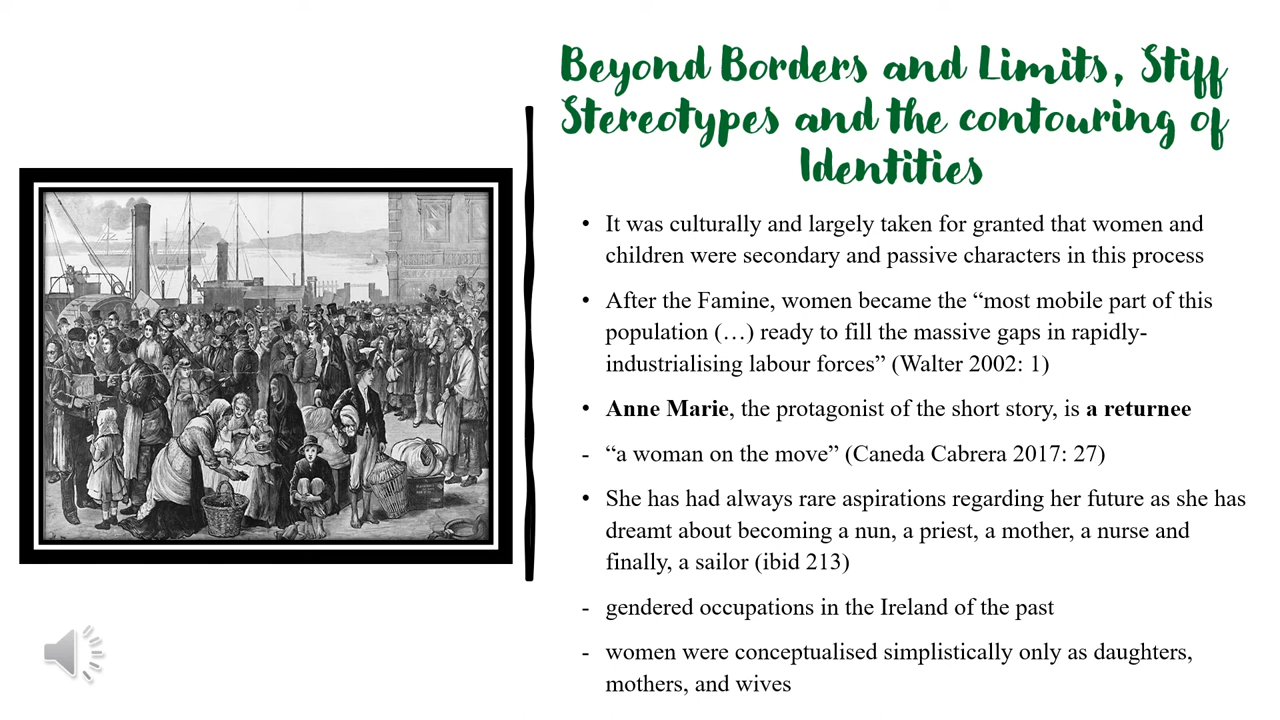 Beyond Borders and Limits, Stiff
Stereotypes and the contouring of
Identities
• It was culturally and largely taken for granted that women and
children were secondary and passive characters in this process
• After the Famine, women became the “most mobile part of this
population (…) ready to fill the massive gaps in rapidly-
industrialising labour forces” (Walter 2002: 1)
• Anne Marie, the protagonist of the short story, is a returnee
- “a woman on the move” (Caneda Cabrera 2017: 27)
• She has had always rare aspirations regarding her future as she has
dreamt about becoming a nun, a priest, a mother, a nurse and
finally, a sailor (ibid 213)
- gendered occupations in the Ireland of the past
- women were conceptualised simplistically only as daughters,
mothers, and wives